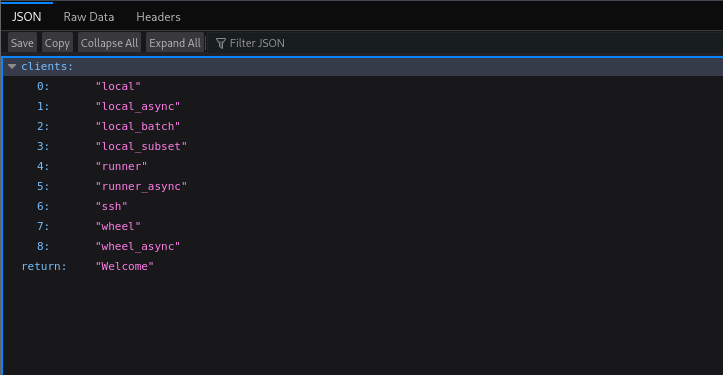 JSON Raw Data Headers
Save Copy Collapse All Expand All Filter JSON
clients:
0: "local"
1: "local_async"
2: "local_batch"
3: "local_subset"
4: "runner"
5: "runner_async"
6: "ssh"
7: "wheel"
8: "wheel_async"
return: "Welcome"